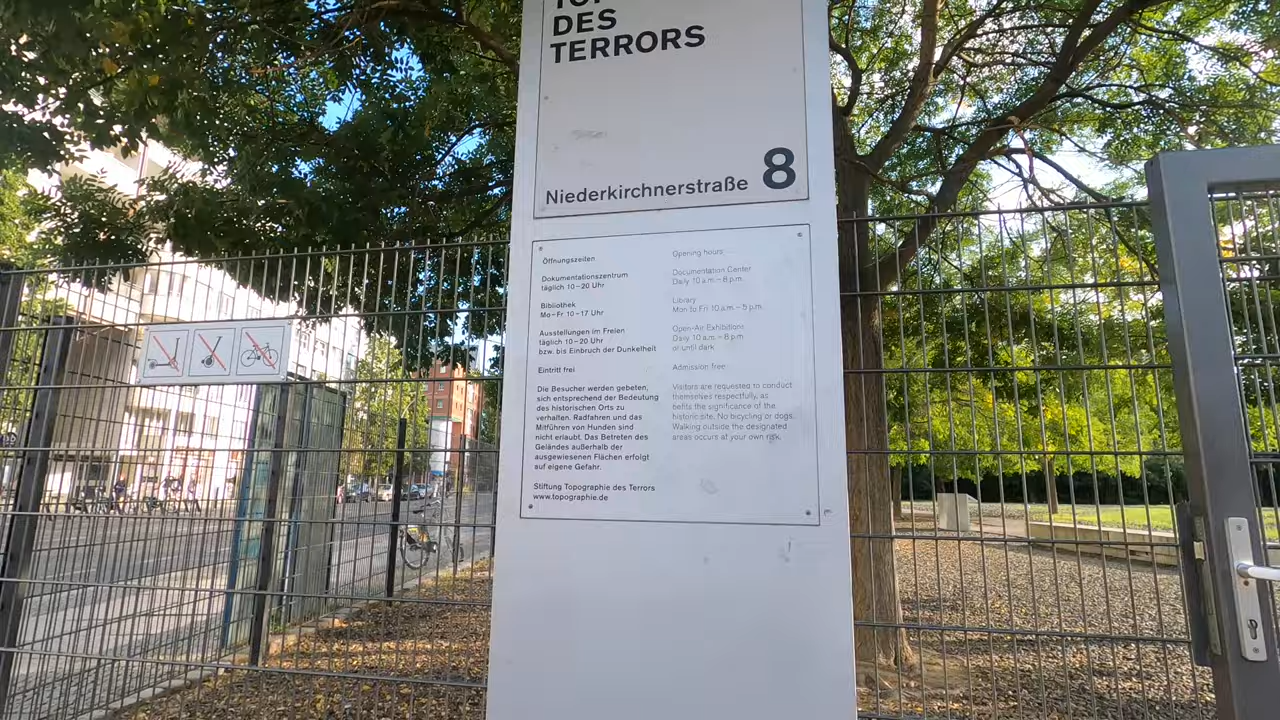 DES
TERRORS
Niederkirchnerstraße 8
Öffnungszeiten
Dokumentationszentrum
täglich 10–20 Uhr
Bibliothek
Mo–Fr 10–17 Uhr
Ausstellungen im Freien
täglich 10–20 Uhr
bzw. bis Einbruch der Dunkelheit
Eintritt frei
Die Besucher werden gebeten,
sich entsprechend der Bedeutung
des historischen Orts zu
verhalten. Radfahren und das
Mitführen von Hunden sind
nicht erlaubt. Das Betreten des
Geländes außerhalb der
ausgewiesenen Flächen erfolgt
auf eigene Gefahr.
Stiftung Topographie des Terrors
www.topographie.de
Opening hours
Documentation Center
Daily 10 a.m.–8 p.m.
Library
Mon to Fri 10 a.m.–5 p.m.
Open-Air Exhibitions
Daily 10 a.m.–8 p.m.
or until dark
Admission free
Visitors are requested to conduct
themselves respectfully, as
befits the significance of the
historic site. No bicycling or dogs.
Walking outside the designated
areas occurs at your own risk.